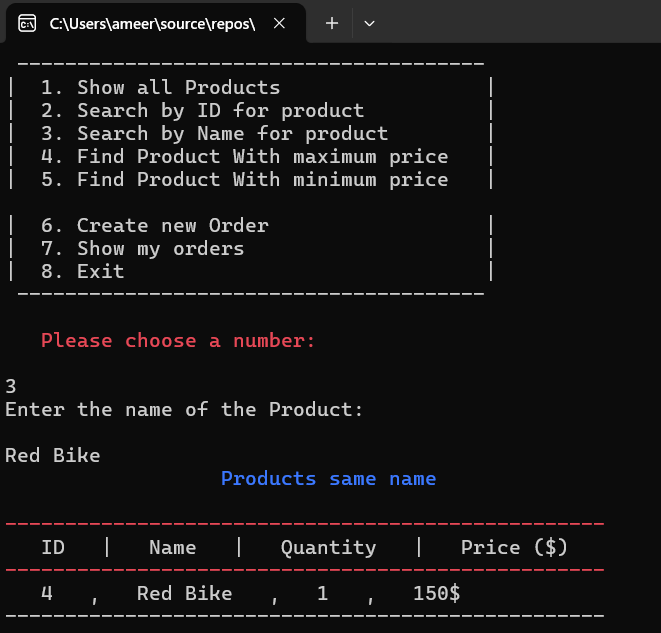 C:\Users\ameer\source\repos\
---------------------------------------
| 1. Show all Products |
| 2. Search by ID for product |
| 3. Search by Name for product |
| 4. Find Product With maximum price |
| 5. Find Product With minimum price |
| 6. Create new Order |
| 7. Show my orders |
| 8. Exit |
---------------------------------------
Please choose a number:
3
Enter the name of the Product:
Red Bike
Products same name
--------------------------------------------------
ID | Name | Quantity | Price ($)
--------------------------------------------------
4 , Red Bike , 1 , 150$
--------------------------------------------------